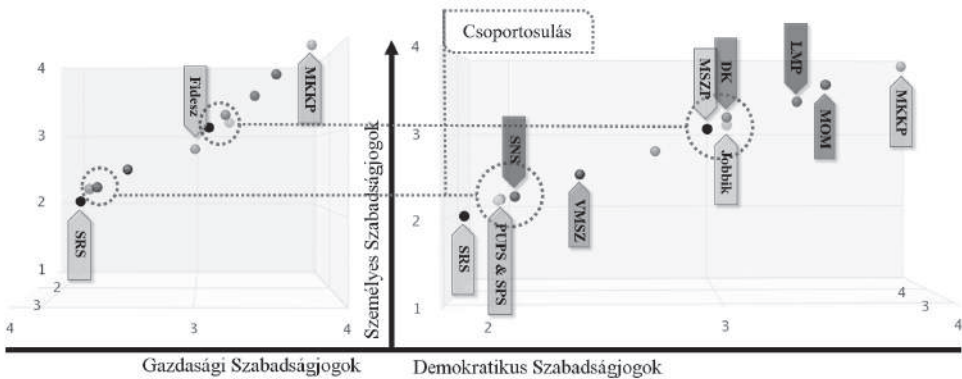 Csoportosulás
4
3
2
1
2
3
4
3
4
Fidesz
MKKP
SRS
Személyes Szabadságjogok
4
3
2
1
2
3
4
3
4
SRS
PUPS & SPS
SNS
VMSZ
MSZP
DK
Jobbik
LMP
MOM
MKKP
Gazdasági Szabadságjogok
Demokratikus Szabadságjogok